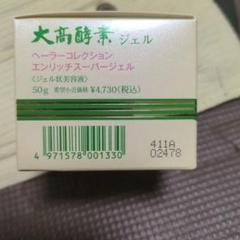 大髙酵素 ジェル
ヘーラーコレクション
エンリッチスーパージェル
〈ジェル状美容液〉
50g 希望小売価格 ¥4,730(税込)
4 971578 001330
411A
02478